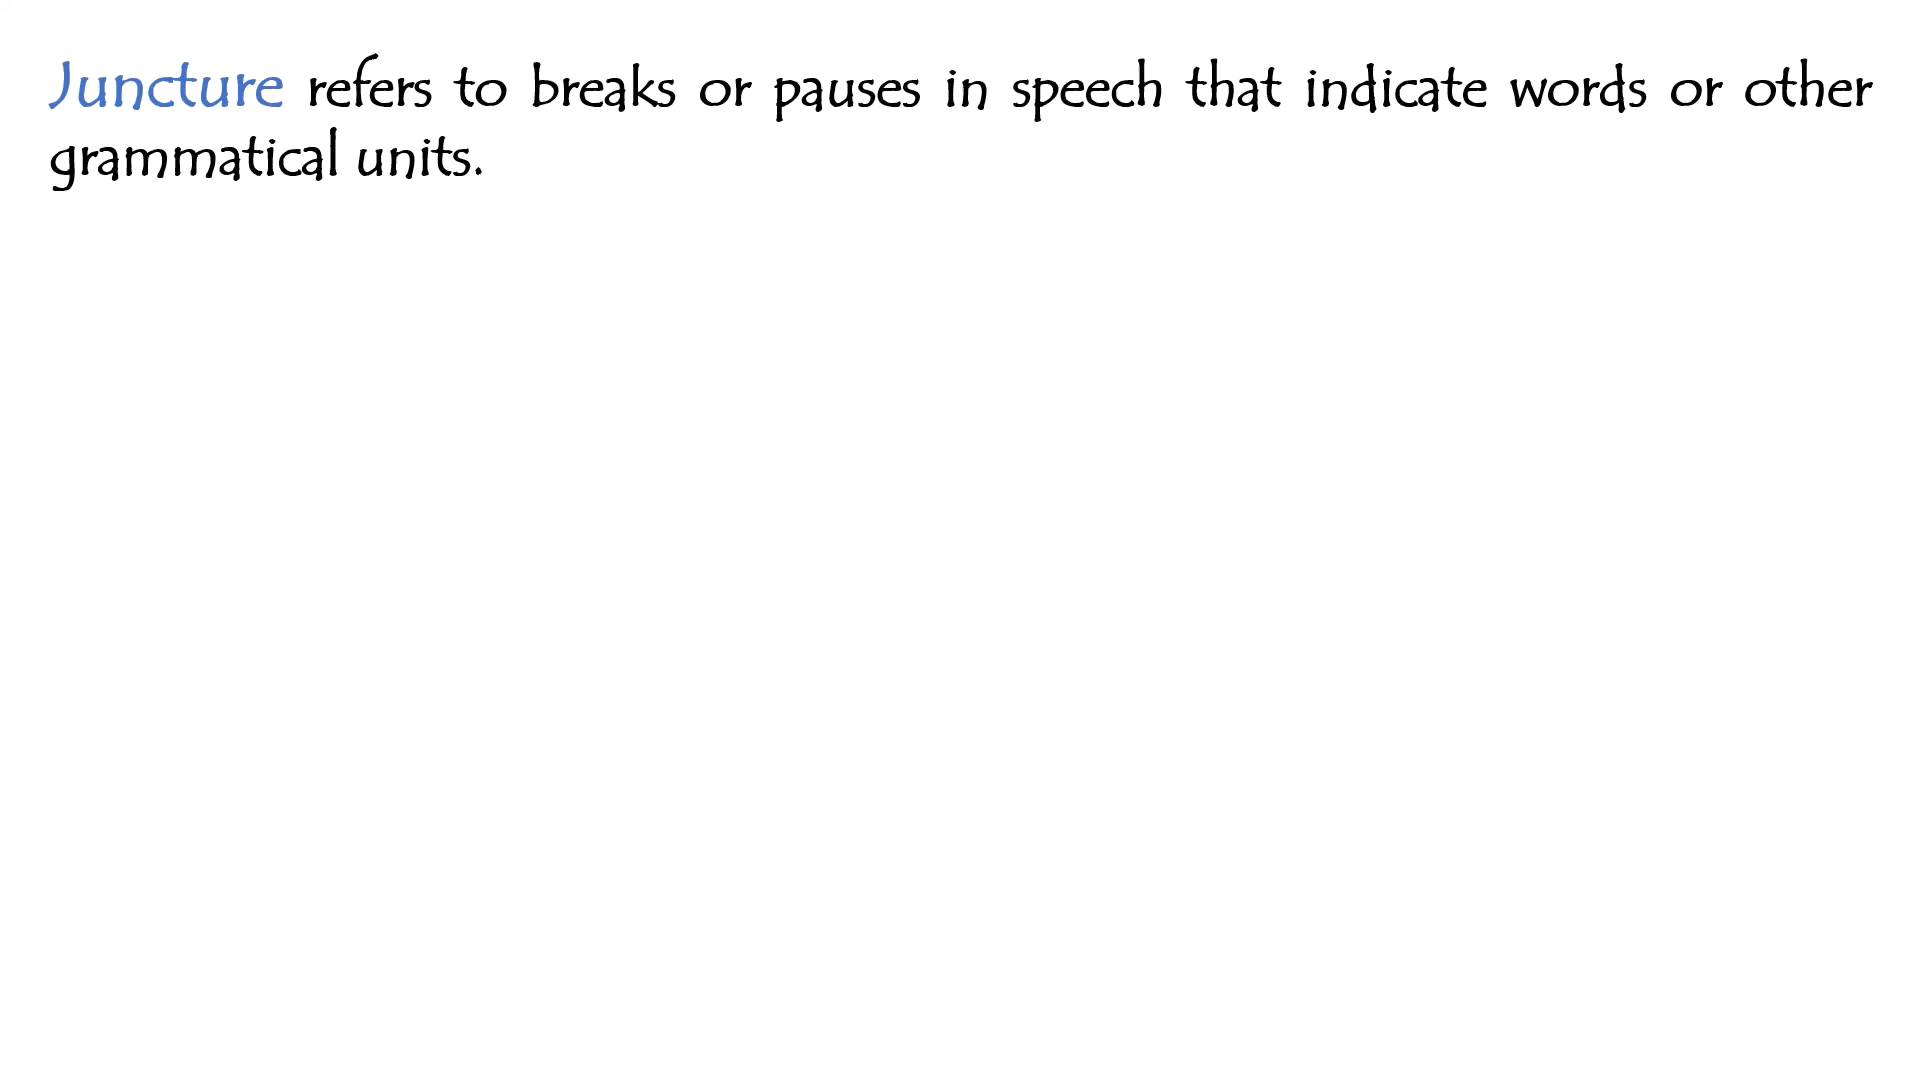 Juncture refers to breaks or pauses in speech that indicate words or other
grammatical units.